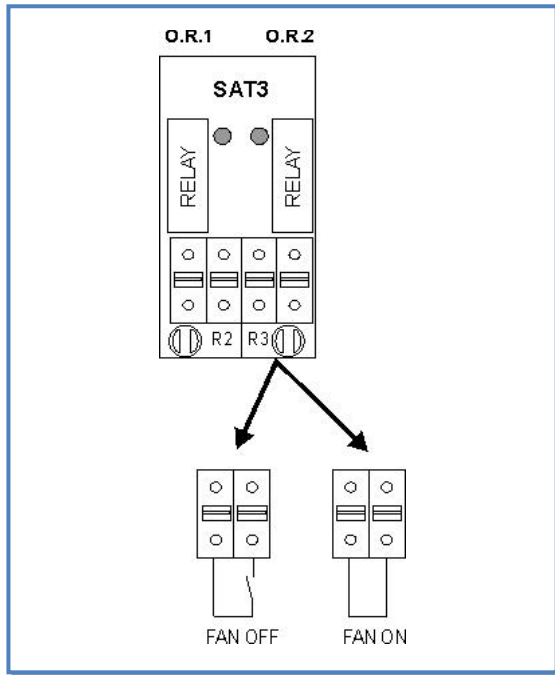 O.R.1 O.R.2
SAT3
RELAY RELAY
R2 R3
FAN OFF FAN ON